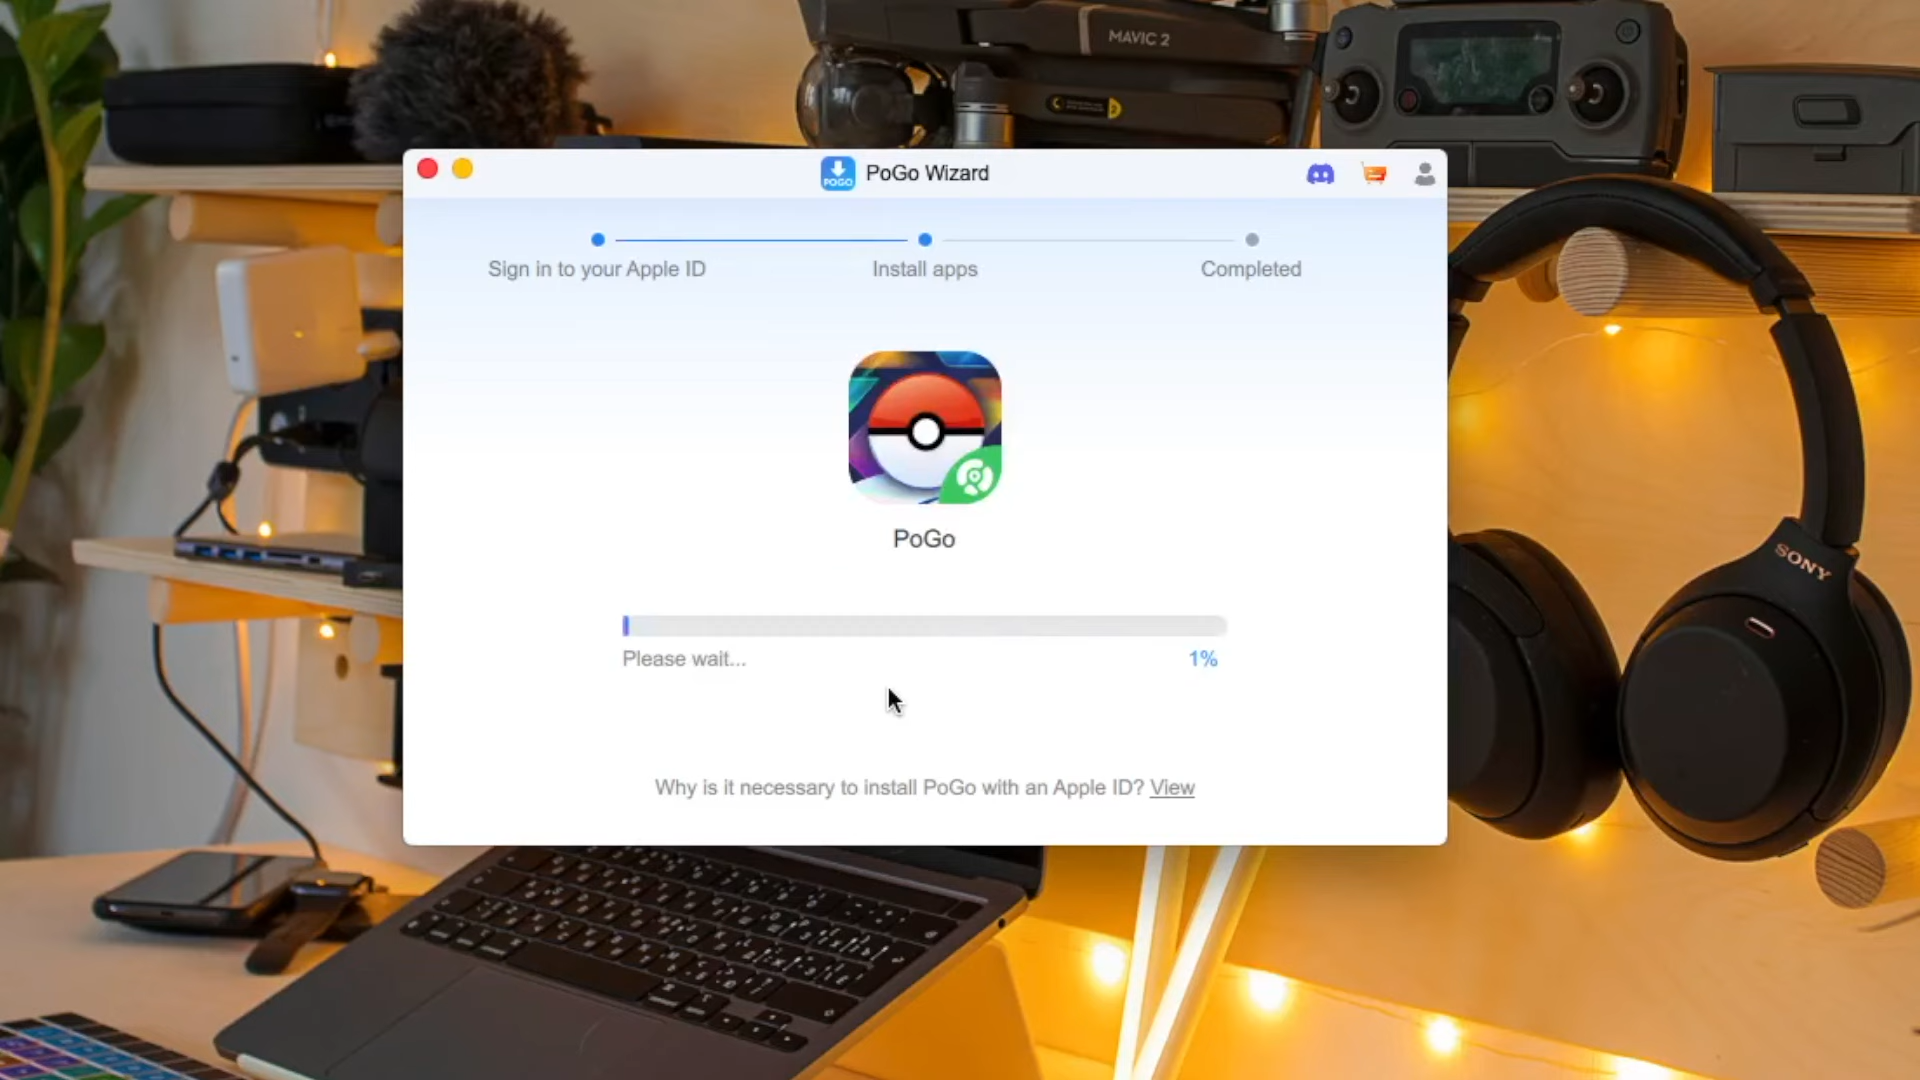 MAVIC 2
POGO
PoGo Wizard
Sign in to your Apple ID
Install apps
Completed
PoGo
Please wait...
1%
Why is it necessary to install PoGo with an Apple ID? View
SONY